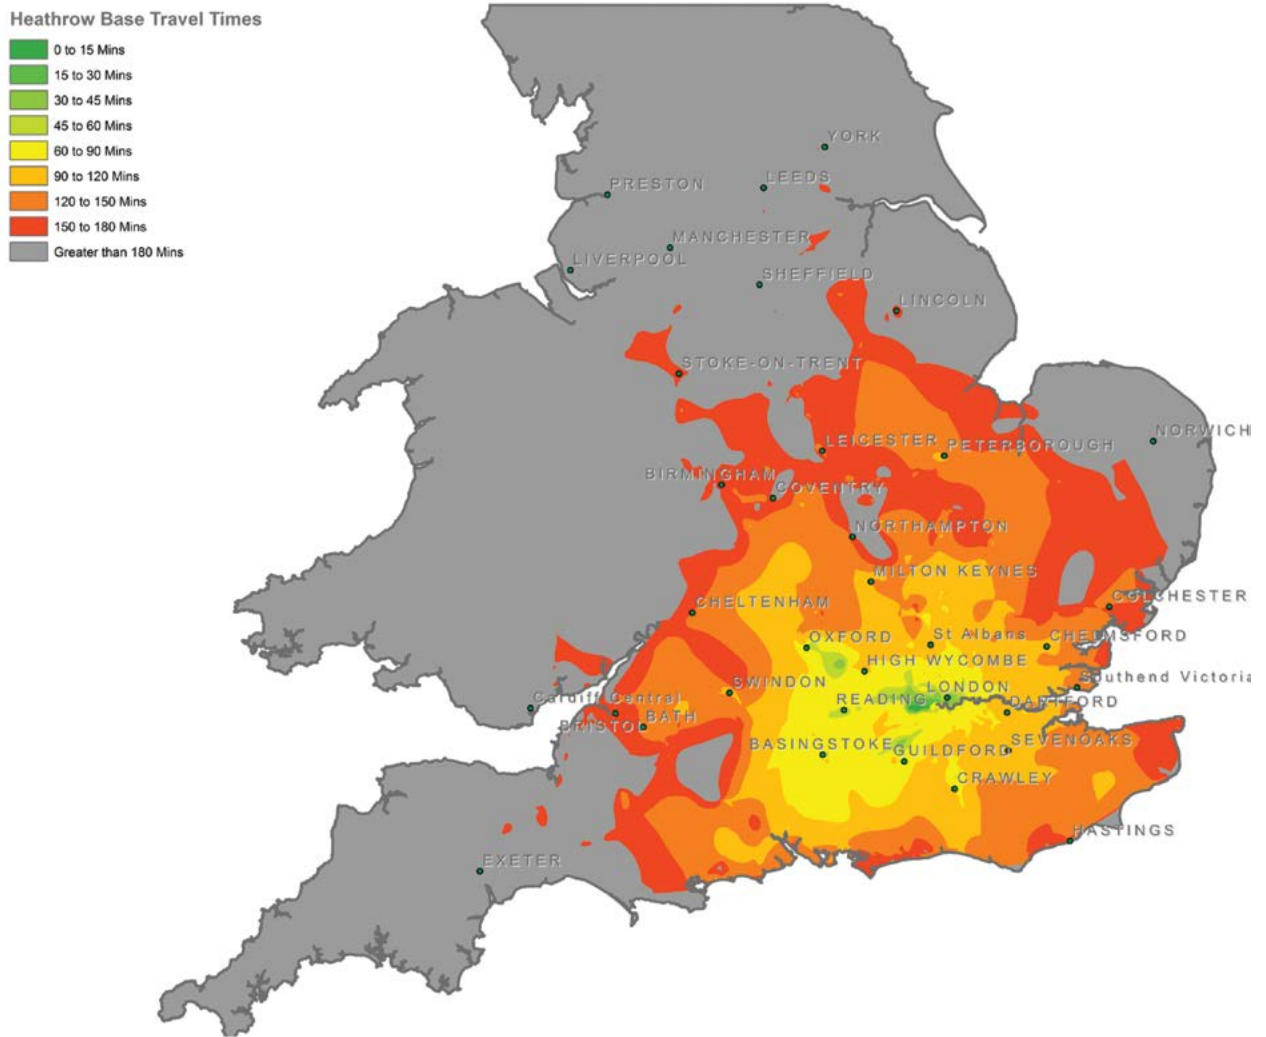 Heathrow Base Travel Times
0 to 15 Mins
15 to 30 Mins
30 to 45 Mins
45 to 60 Mins
60 to 90 Mins
90 to 120 Mins
120 to 150 Mins
150 to 180 Mins
Greater than 180 Mins
YORK
LEEDS
PRESTON
MANCHESTER
LIVERPOOL
SHEFFIELD
LINCOLN
STOKE-ON-TRENT
NORWICH
LEICESTER
PETERBOROUGH
BIRMINGHAM
COVENTRY
NORTHAMPTON
MILTON KEYNES
COLCHESTER
CHELTENHAM
OXFORD
St Albans
CHELMSFORD
HIGH WYCOMBE
Southend Victoria
SWINDON
LONDON
Cardiff Central
READING
DARTFORD
BRISTOL
BATH
BASINGSTOKE
GUILDFORD
SEVENOAKS
CRAWLEY
HASTINGS
EXETER